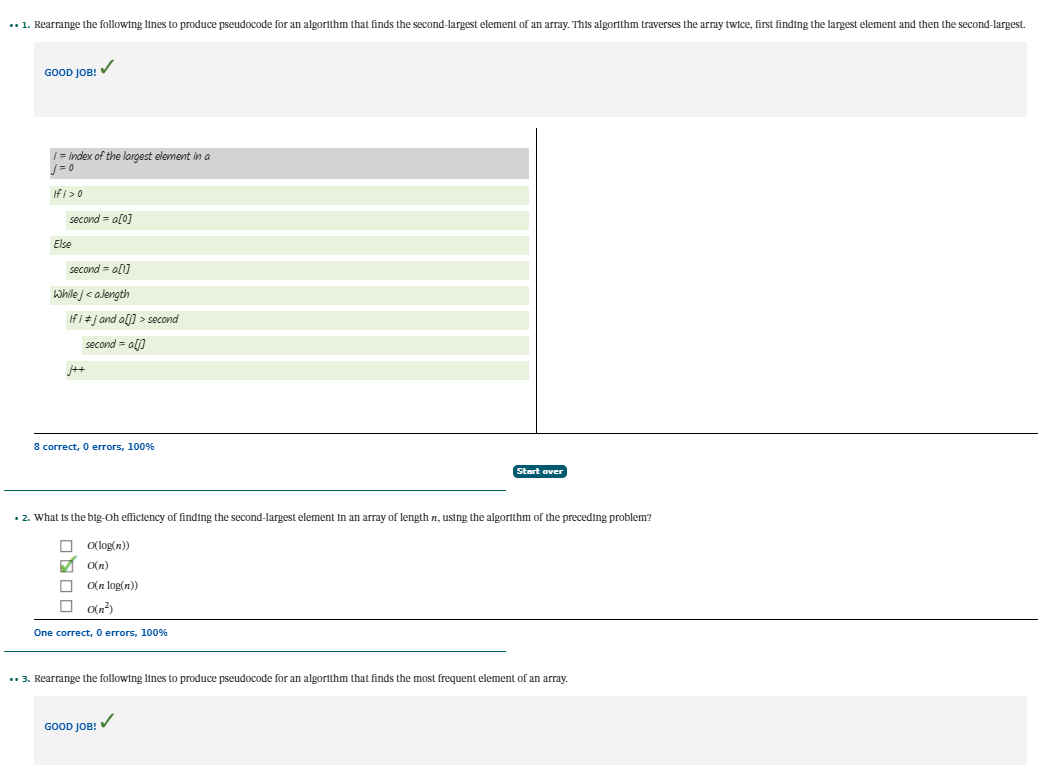 •• 1. Rearrange the following lines to produce pseudocode for an algorithm that finds the second-largest element of an array. This algorithm traverses the array twice, first finding the largest element and then the second-largest.
GOOD JOB! ✓
i = index of the largest element in a
j = 0
If i > 0
second = a[0]
Else
second = a[1]
While j < a.length
If i ≠ j and a[j] > second
second = a[j]
j++
8 correct, 0 errors, 100%
Start over
• 2. What is the big-Oh efficiency of finding the second-largest element in an array of length n, using the algorithm of the preceding problem?
O(log(n))
O(n)
O(n log(n))
O(n²)
One correct, 0 errors, 100%
•• 3. Rearrange the following lines to produce pseudocode for an algorithm that finds the most frequent element of an array.
GOOD JOB! ✓